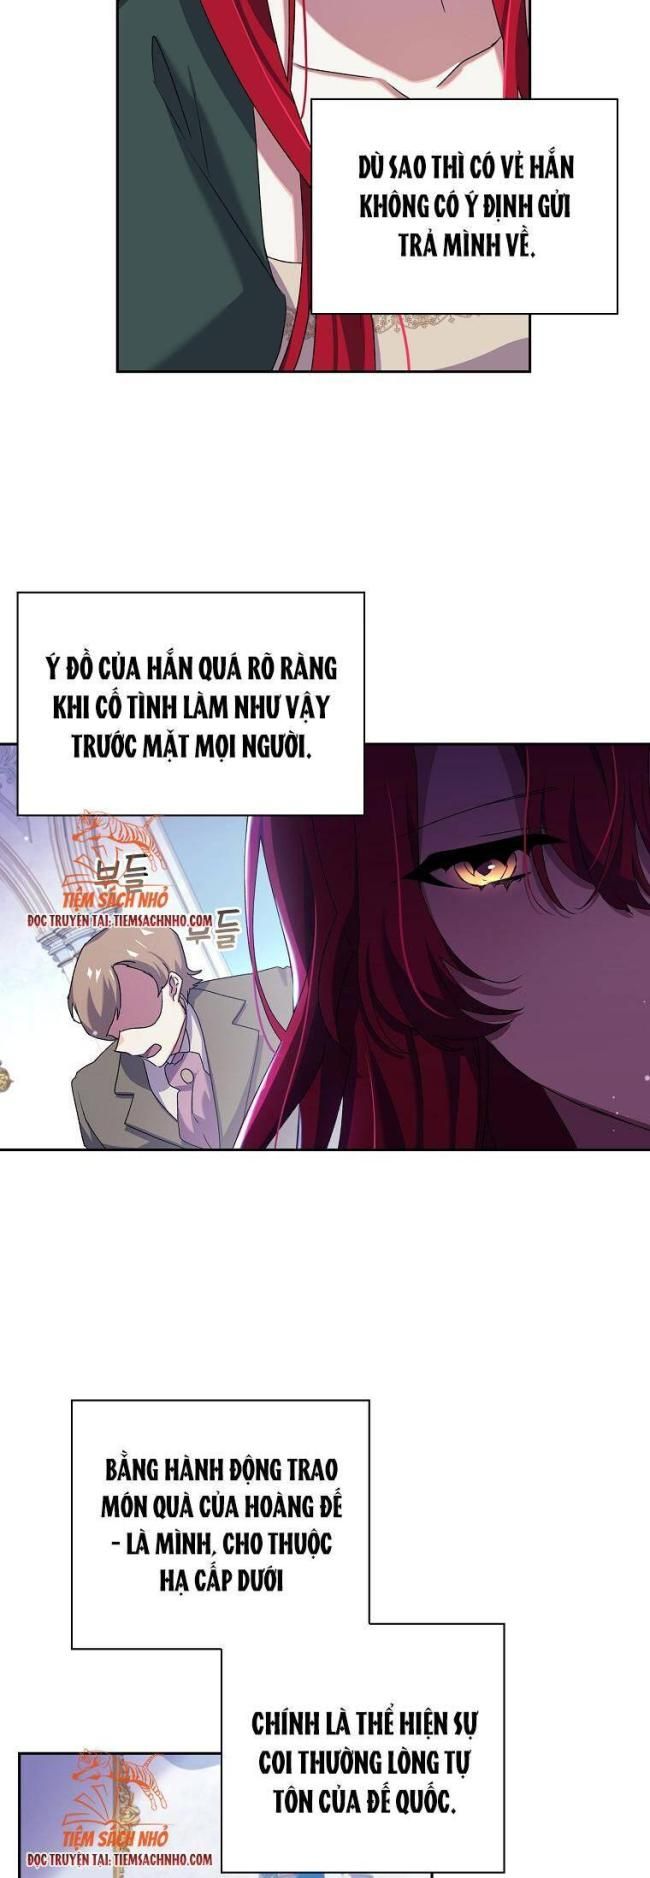 DÙ SAO THÌ CÓ VẺ HẮN
KHÔNG CÓ Ý ĐỊNH GỬI
TRẢ MÌNH VỀ.
Ý ĐỒ CỦA HẮN QUÁ RÕ RÀNG
KHI CỐ TÌNH LÀM NHƯ VẬY
TRƯỚC MẶT MỌI NGƯỜI.
부들
TIỆM SÁCH NHỎ
ĐỌC TRUYỆN TẠI: TIEMSACHNHO.COM
부들
BẰNG HÀNH ĐỘNG TRAO
MÓN QUÀ CỦA HOÀNG ĐẾ
- LÀ MÌNH, CHO THUỘC
HẠ CẤP DƯỚI
CHÍNH LÀ THỂ HIỆN SỰ
COI THƯỜNG LÒNG TỰ
TÔN CỦA ĐẾ QUỐC.
TIỆM SÁCH NHỎ
ĐỌC TRUYỆN TẠI: TIEMSACHNHO.COM